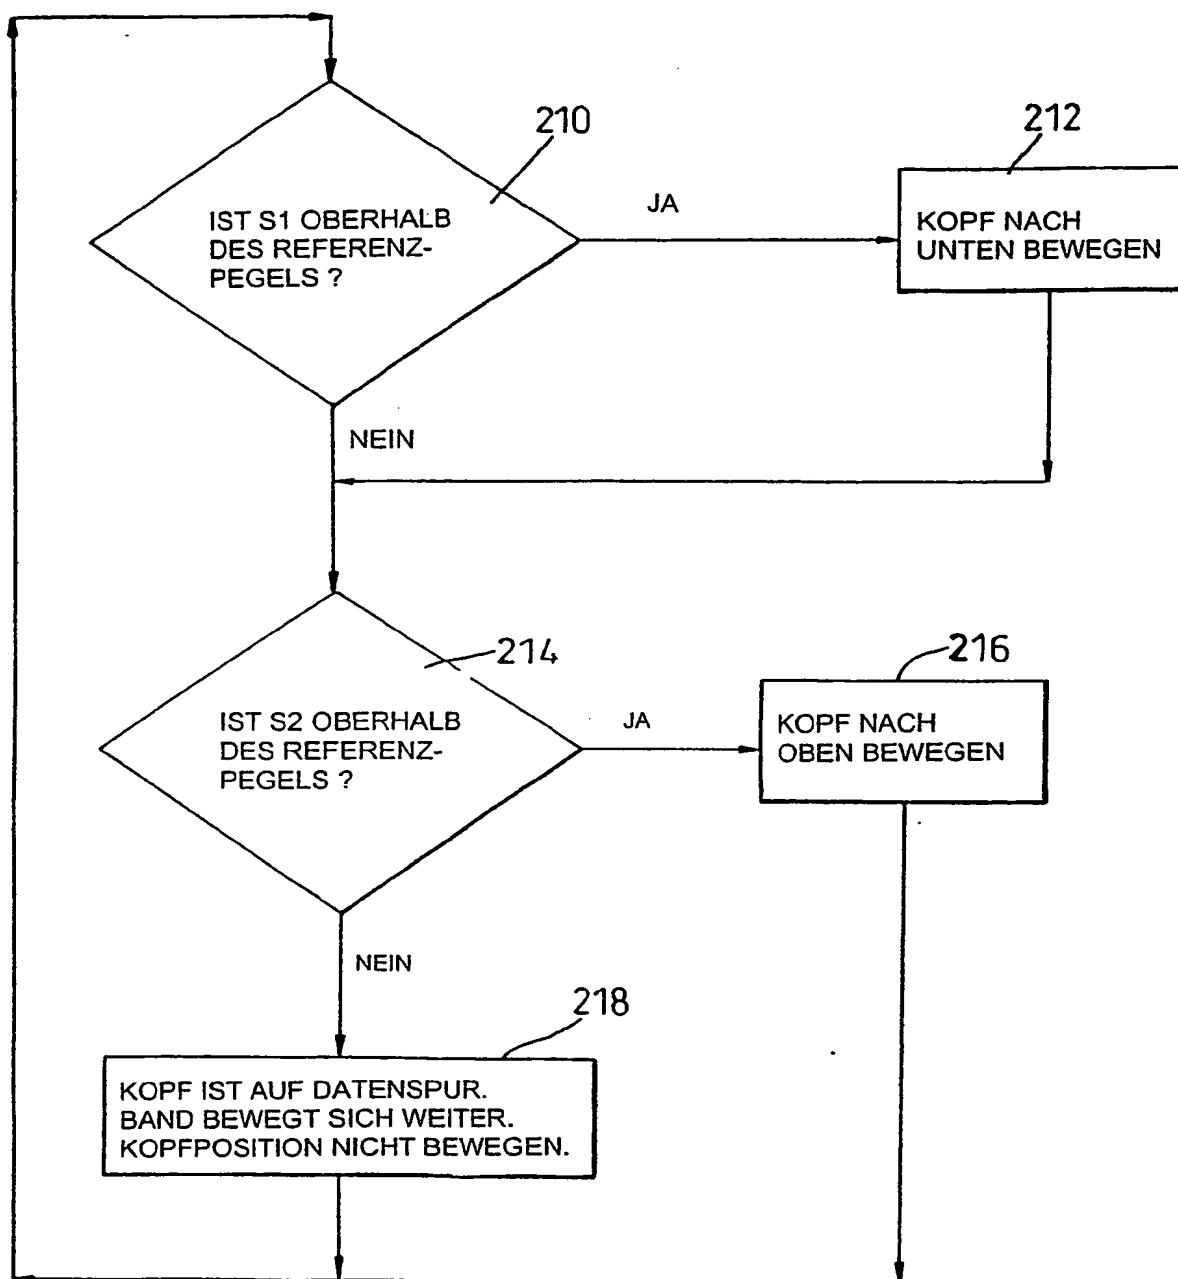 210
IST S1 OBERHALB
DES REFERENZ-
PEGELS ?
JA
212
KOPF NACH
UNTEN BEWEGEN
NEIN
214
IST S2 OBERHALB
DES REFERENZ-
PEGELS ?
JA
216
KOPF NACH
OBEN BEWEGEN
NEIN
218
KOPF IST AUF DATENSPUR.
BAND BEWEGT SICH WEITER.
KOPFPOSITION NICHT BEWEGEN.